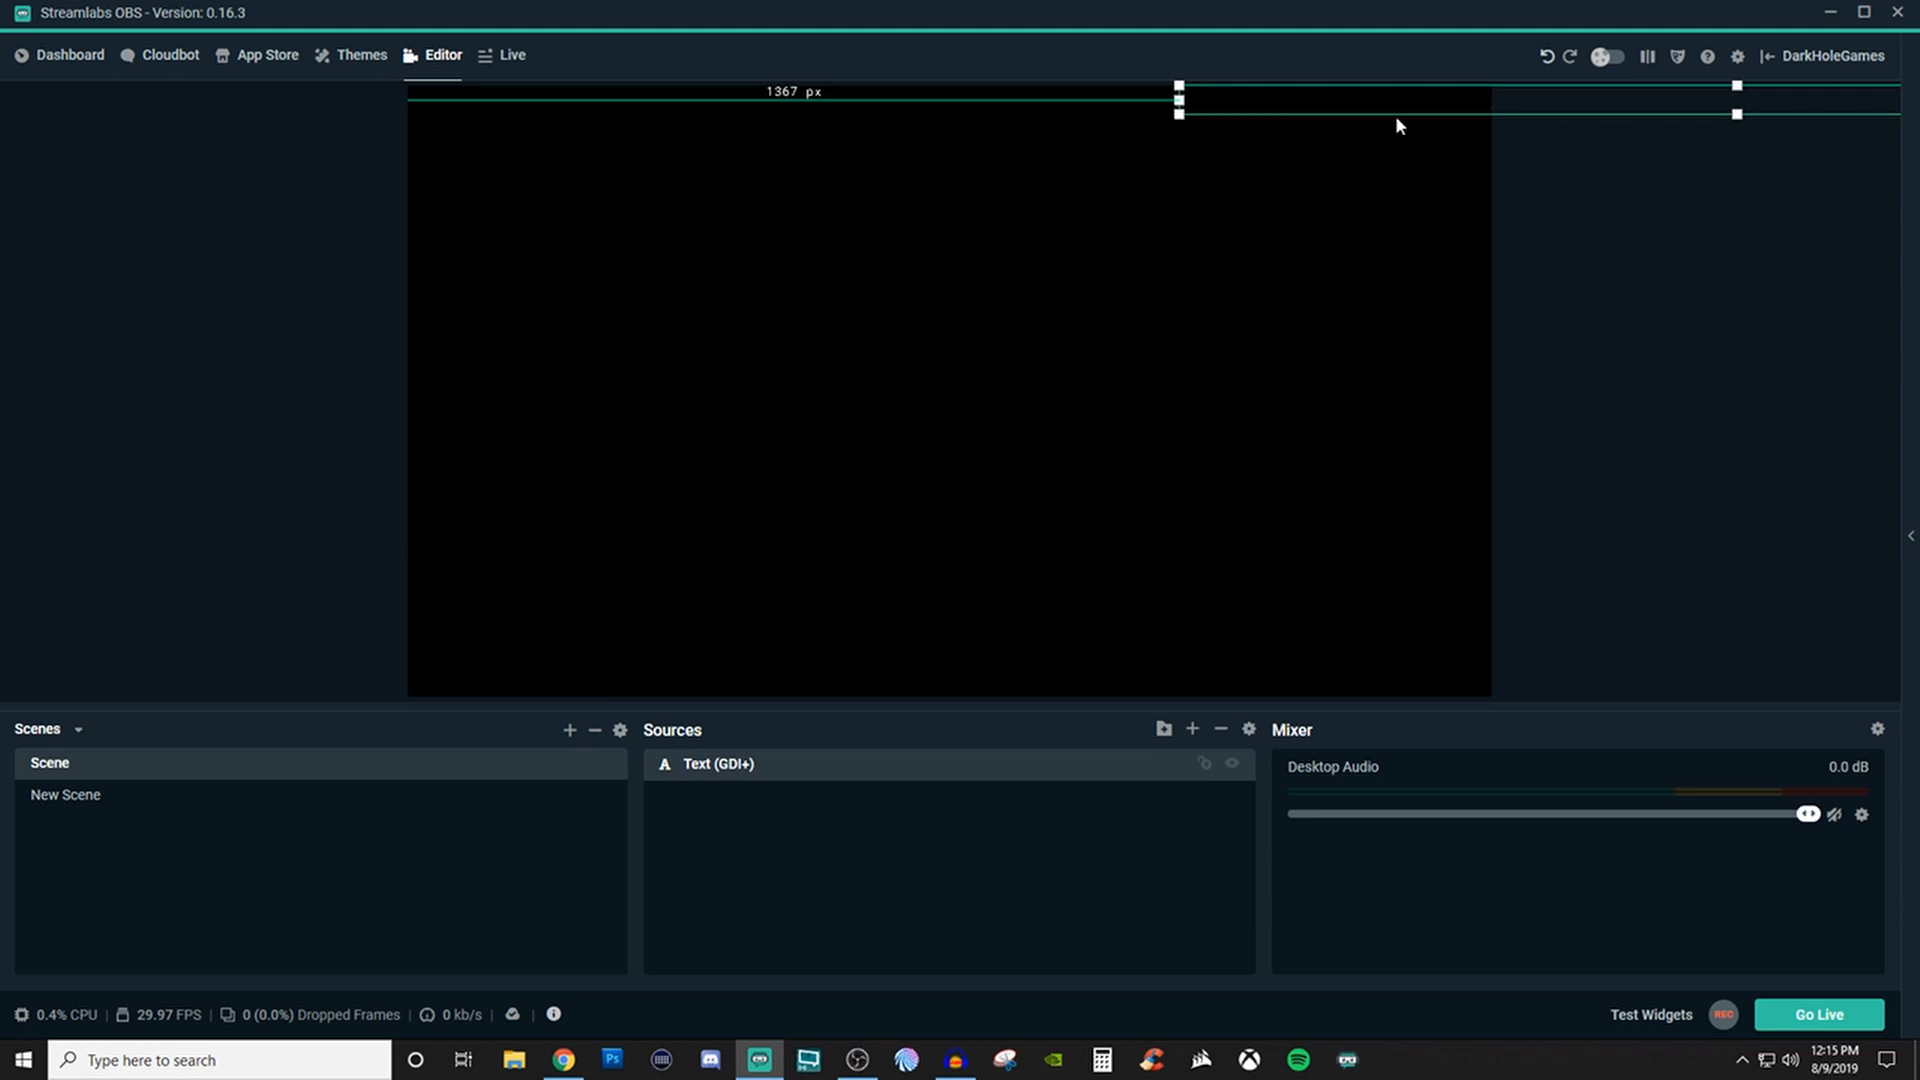 Streamlabs OBS - Version: 0.16.3
Dashboard Cloudbot App Store Themes Editor Live DarkHoleGames
1367 px
Scenes
Scene
New Scene
Sources
A Text (GDI+)
Mixer
Desktop Audio 0.0 dB
0.4% CPU | 29.97 FPS | 0 (0.0%) Dropped Frames | 0 kb/s
Test Widgets REC Go Live
Type here to search
Ps
12:15 PM
8/9/2019